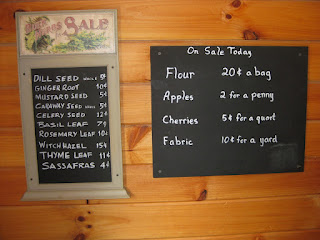 SALE
DILL SEED WHOLE 5¢
GINGER ROOT 10¢
MUSTARD SEED 5¢
CARAWAY SEED 5¢
CELERY SEED 12¢
BASIL LEAF 7¢
ROSEMARY LEAF 10¢
WITCH HAZEL 15¢
THYME LEAF 11¢
SASSAFRAS 4¢
On Sale Today
Flour 20¢ a bag
Apples 2 for a penny
Cherries 5¢ for a quart
Fabric 10¢ for a yard